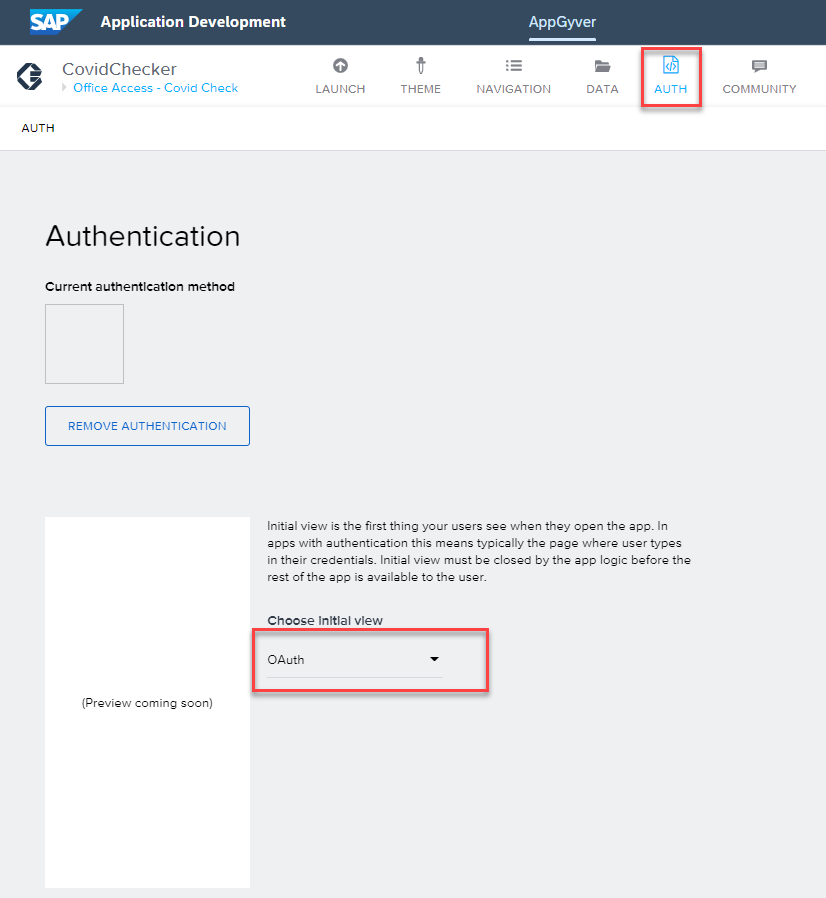 SAP Application Development AppGyver
CovidChecker
Office Access - Covid Check
LAUNCH THEME NAVIGATION DATA AUTH COMMUNITY
AUTH
Authentication
Current authentication method
REMOVE AUTHENTICATION
Initial view is the first thing your users see when they open the app. In
apps with authentication this means typically the page where user types
in their credentials. Initial view must be closed by the app logic before the
rest of the app is available to the user.
Choose initial view
OAuth
(Preview coming soon)